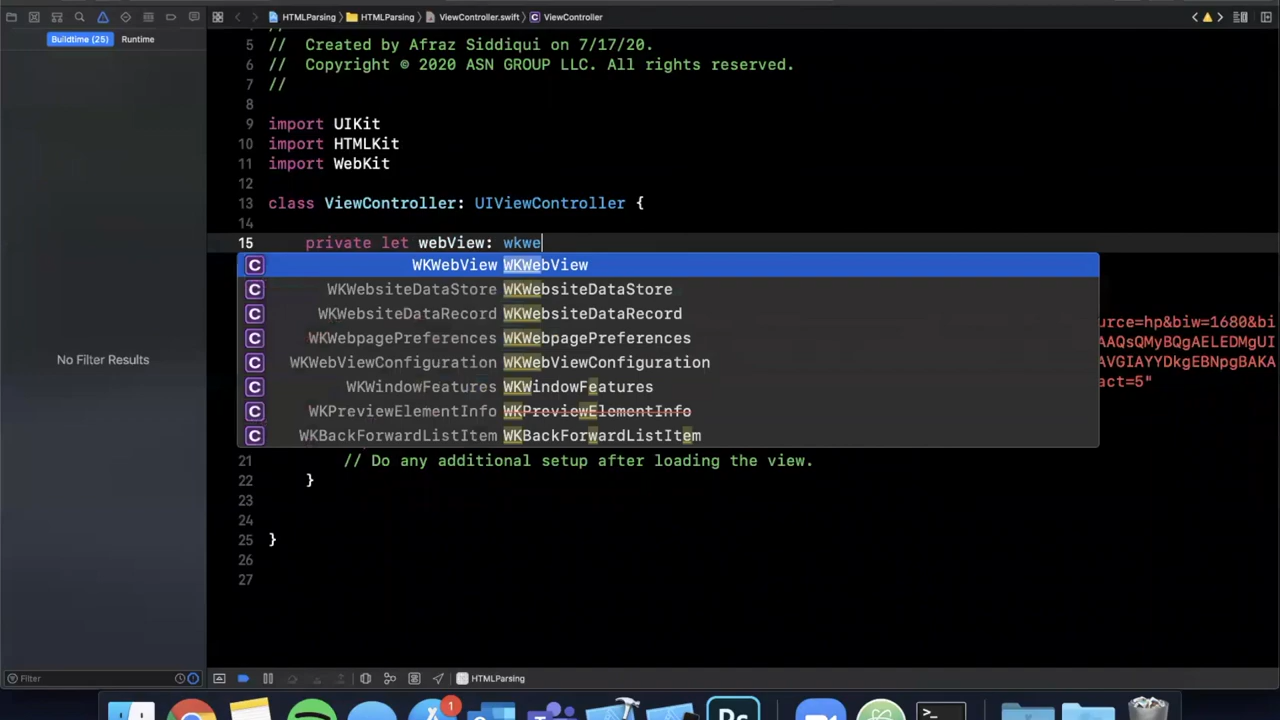 HTMLParsing HTMLParsing ViewController.swift C ViewController
Buildtime (25) Runtime
5 // Created by Afraz Siddiqui on 7/17/20.
6 // Copyright © 2020 ASN GROUP LLC. All rights reserved.
7 //
8
9 import UIKit
10 import HTMLKit
11 import WebKit
12
13 class ViewController: UIViewController {
14
15 private let webView: wkwe
C WKWebView WKWebView
C WKWebsiteDataStore WKWebsiteDataStore
C WKWebsiteDataRecord WKWebsiteDataRecord
urce=hp&biw=1680&bi
C WKWebpagePreferences WKWebpagePreferences
AAQsQMyBQgAELEDMgUI
No Filter Results
C WKWebViewConfiguration WKWebViewConfiguration
AVGIAYYDkgEBNpgBAKA
C WKWindowFeatures WKWindowFeatures
act=5"
C WKPreviewElementInfo WKPreviewElementInfo
C WKBackForwardListItem WKBackForwardListItem
21 // Do any additional setup after loading the view.
22 }
23
24
25 }
26
27
Filter HTMLParsing
1